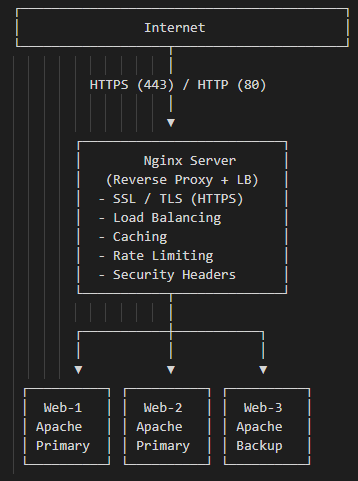 Internet
HTTPS (443) / HTTP (80)
Nginx Server
(Reverse Proxy + LB)
- SSL / TLS (HTTPS)
- Load Balancing
- Caching
- Rate Limiting
- Security Headers
Web-1 Web-2 Web-3
Apache Apache Apache
Primary Primary Backup